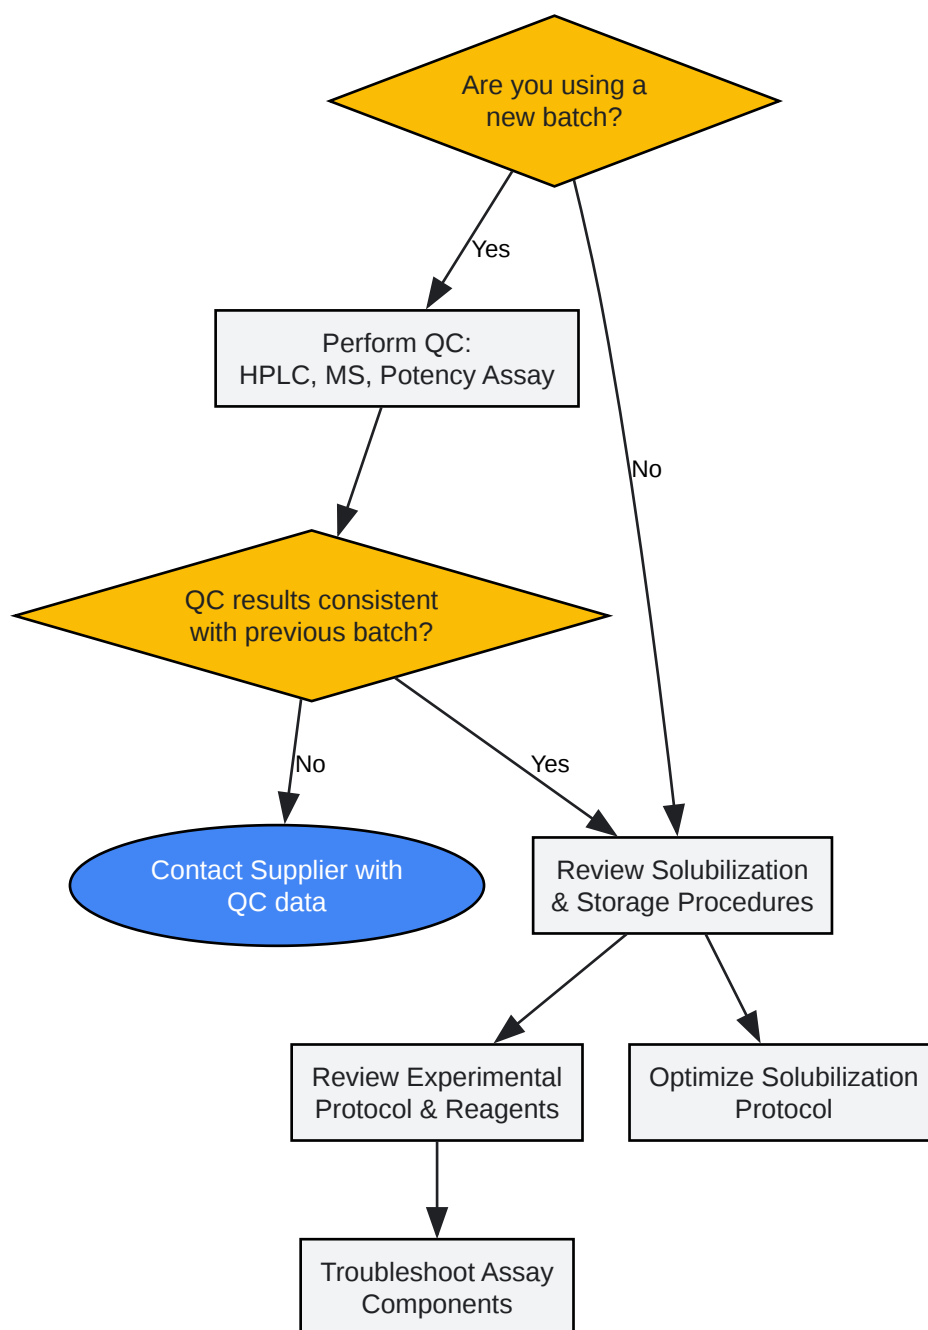 Are you using a
new batch?
Yes
Perform QC:
HPLC, MS, Potency Assay
No
QC results consistent
with previous batch?
No
Yes
Contact Supplier with
QC data
Review Solubilization
& Storage Procedures
Review Experimental
Protocol & Reagents
Optimize Solubilization
Protocol
Troubleshoot Assay
Components